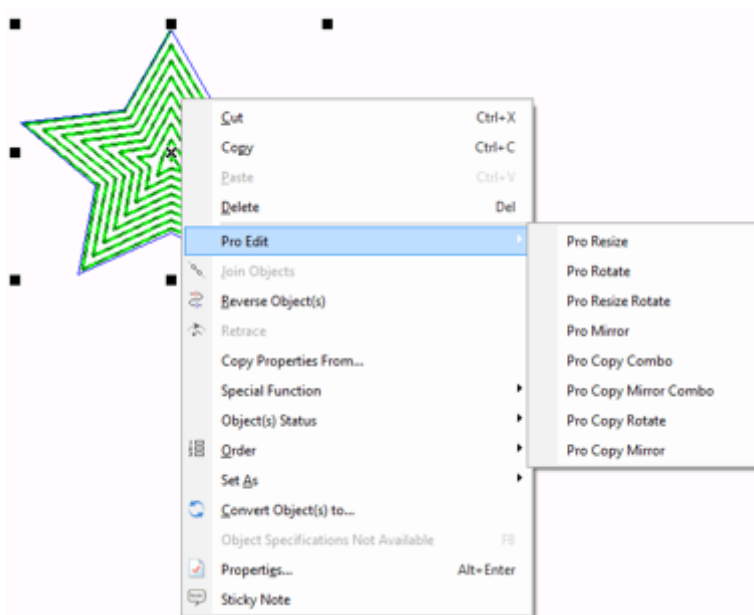 Cut Ctrl+X
Copy Ctrl+C
Paste Ctrl+V
Delete Del
Pro Edit
Join Objects
Reverse Object(s)
Retrace
Copy Properties From...
Special Function
Object(s) Status
Order
Set As
Convert Object(s) to...
Object Specifications Not Available F8
Properties... Alt+Enter
Sticky Note
Pro Resize
Pro Rotate
Pro Resize Rotate
Pro Mirror
Pro Copy Combo
Pro Copy Mirror Combo
Pro Copy Rotate
Pro Copy Mirror